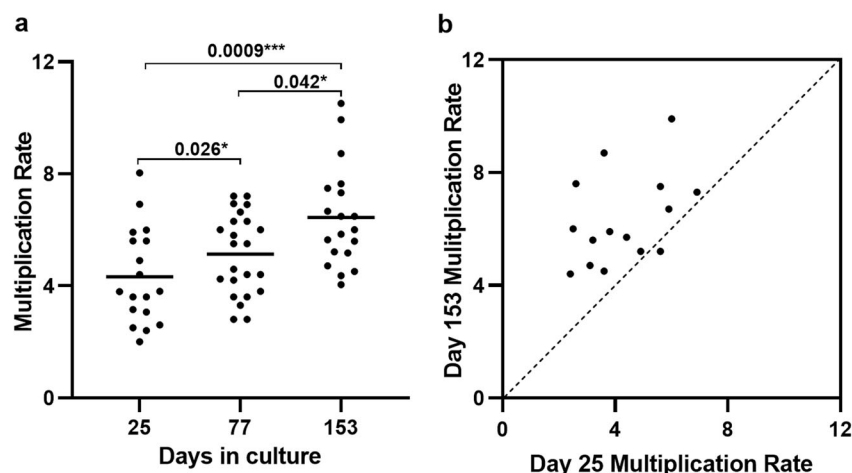 a
0.0009***
0.042*
0.026*
Multiplication Rate
12
8
4
0
25 77 153
Days in culture
b
Day 153 Mulitplication Rate
12
8
4
0
0 4 8 12
Day 25 Multiplication Rate